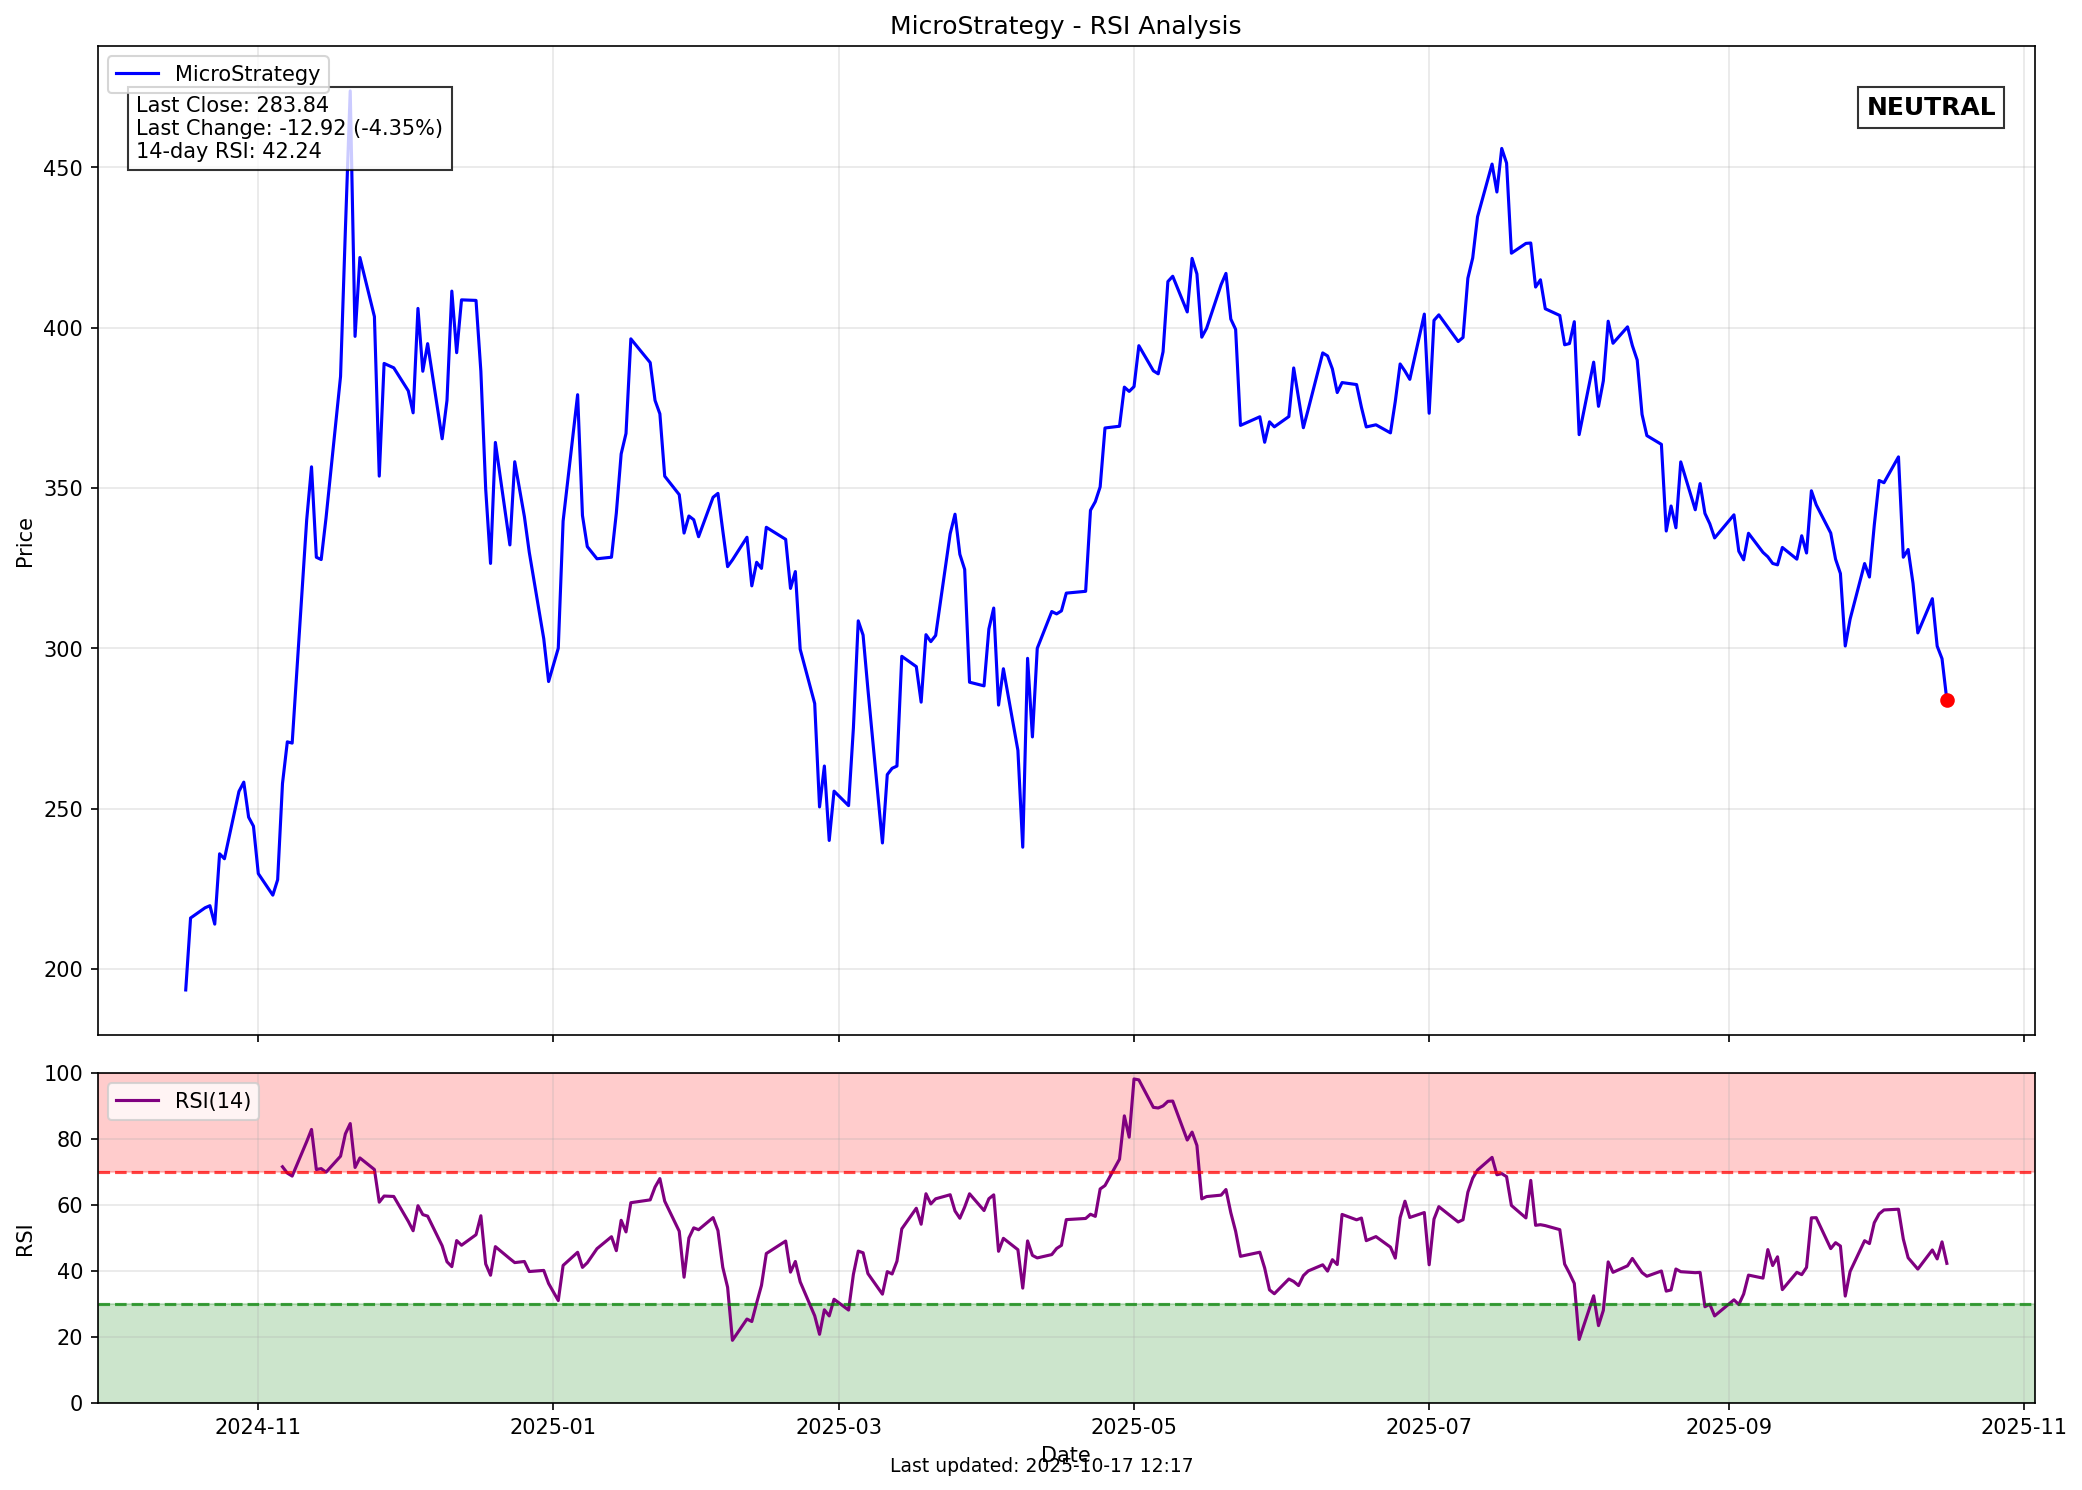 MicroStrategy - RSI Analysis
MicroStrategy
Last Close: 283.84
Last Change: -12.92 (-4.35%)
14-day RSI: 42.24
NEUTRAL
Price
450
400
350
300
250
200
RSI(14)
RSI
100
80
60
40
20
0
2024-11
2025-01
2025-03
2025-05
2025-07
2025-09
2025-11
Date
Last updated: 2025-10-17 12:17